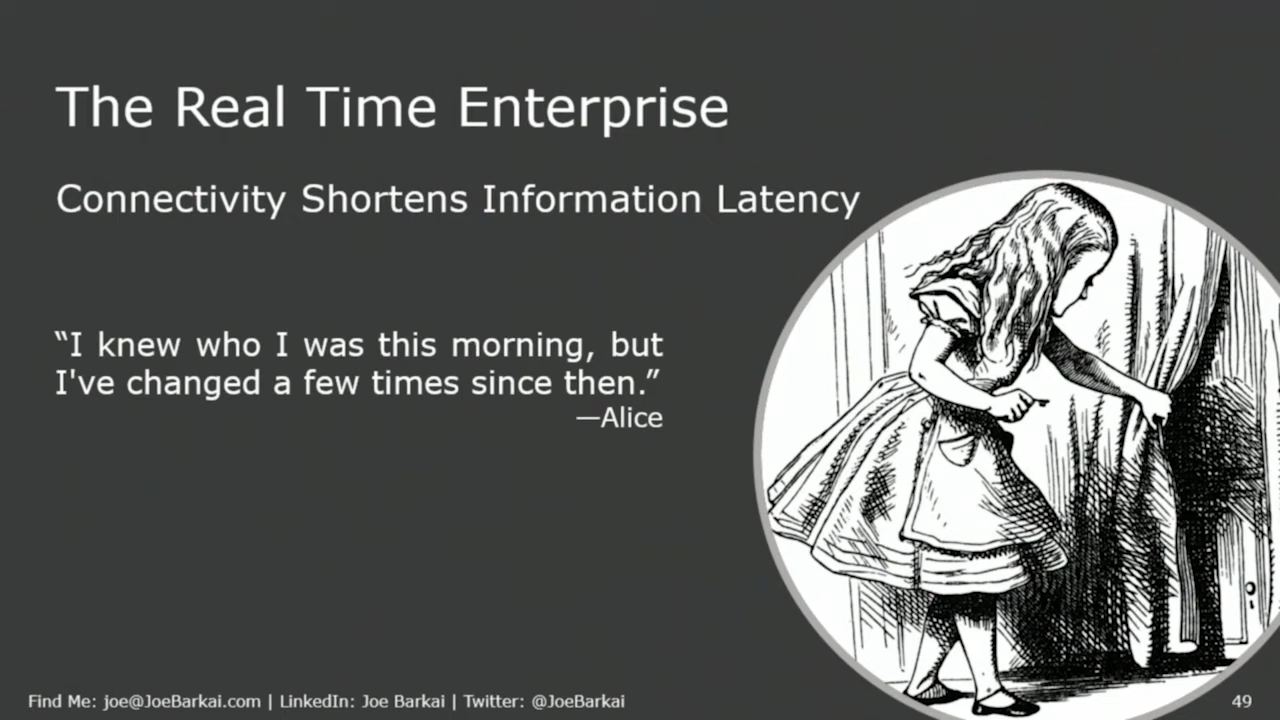 The Real Time Enterprise
Connectivity Shortens Information Latency
“I knew who I was this morning, but
I've changed a few times since then.”
—Alice
Find Me: joe@JoeBarkai.com | LinkedIn: Joe Barkai | Twitter: @JoeBarkai
49